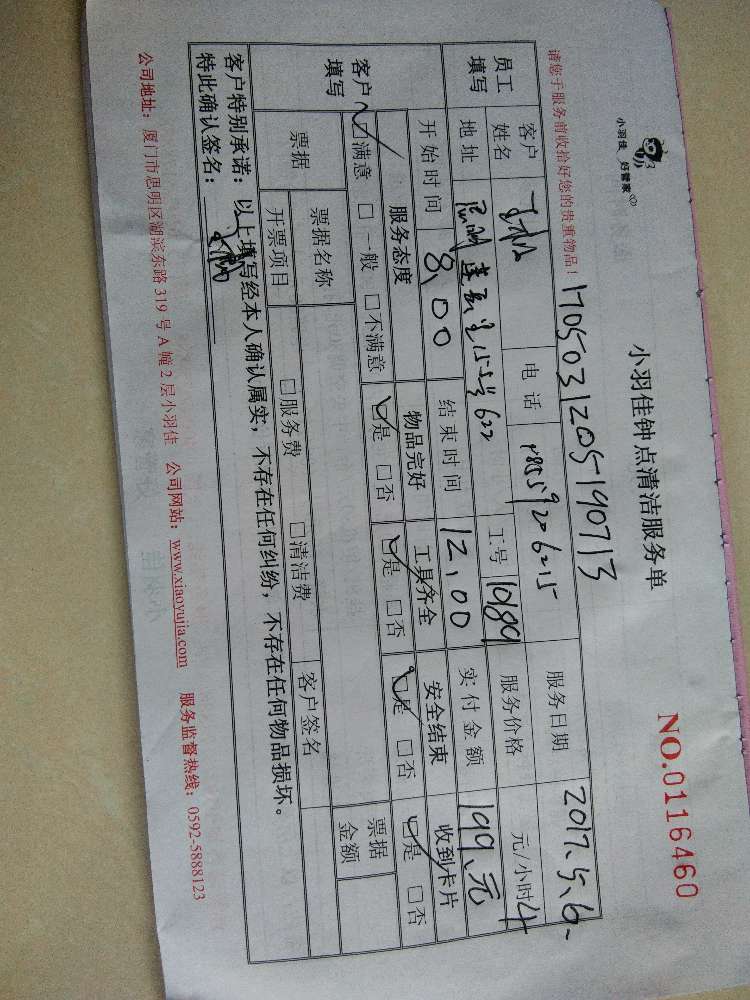 小羽佳 好管家
小羽佳钟点清洁服务单
NO.0116460
请您于服务前收拾好您的贵重物品!
1705031205190713
员工填写 客户姓名 电话 服务日期 2017.5.6
地址 622 工号 服务价格 元/小时 4
开始时间 8,00 结束时间 12,00 实付金额 199.元
客户填写 服务态度 物品完好 工具齐全 安全结束 收到卡片
☑满意 □一般 □不满意 ☑是 □否 ☑是 □否 ☑是 □否 ☑是 □否
票据 票据名称 票据金额
开票项目 □服务费 □清洁费 客户签名
客户特别承诺:以上填写经本人确认属实,不存在任何纠纷,不存在任何物品损坏。
特此确认签名:
公司地址:厦门市思明区湖滨东路 319 号 A 幢 2 层小羽佳 公司网站:www.xiaoyujia.com 服务监督热线:0592-5888123